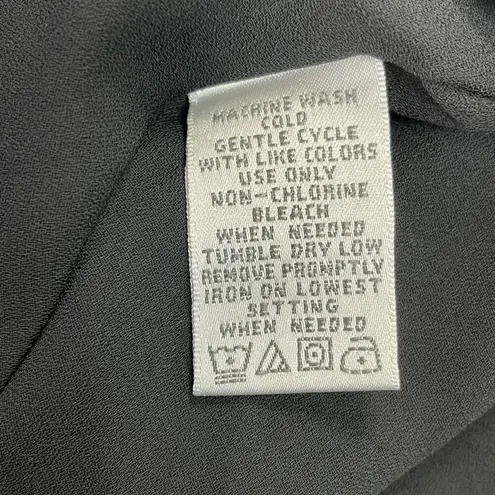 MACHINE WASH
COLD
GENTLE CYCLE
WITH LIKE COLORS
USE ONLY
NON-CHLORINE
BLEACH
WHEN NEEDED
TUMBLE DRY LOW
REMOVE PROMPTLY
IRON ON LOWEST
SETTING
WHEN NEEDED